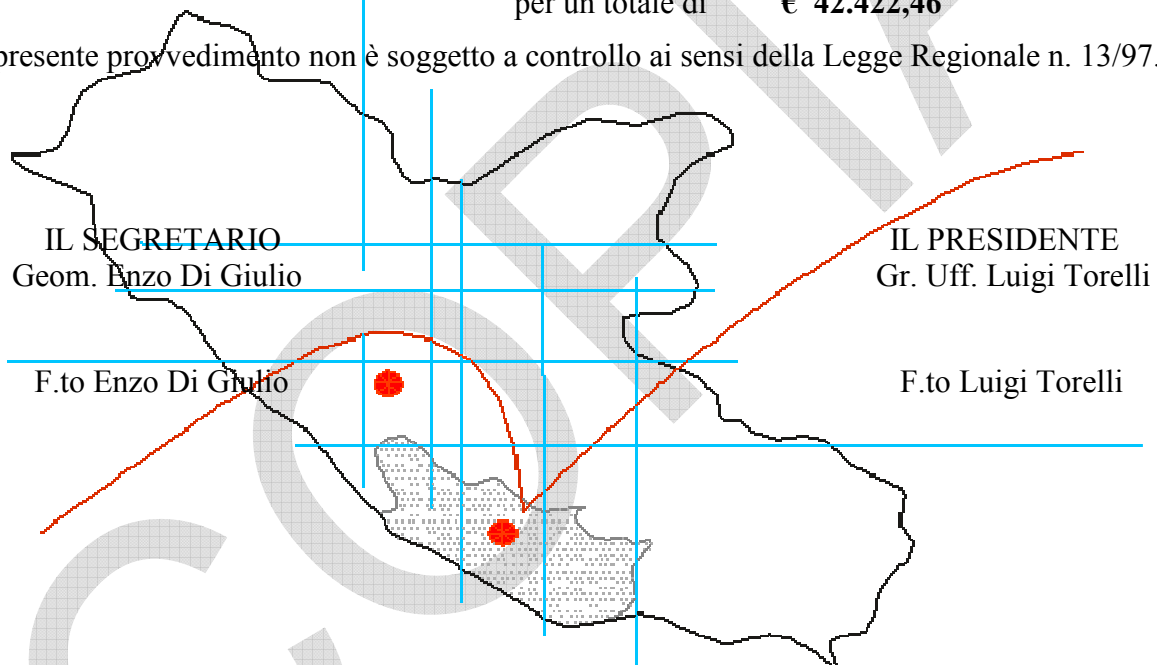 per un totale di € 42.422,46
presente provvedimento non è soggetto a controllo ai sensi della Legge Regionale n. 13/97.
IL SEGRETARIO IL PRESIDENTE
Geom. Enzo Di Giulio Gr. Uff. Luigi Torelli
F.to Enzo Di Giulio F.to Luigi Torelli
COPIA